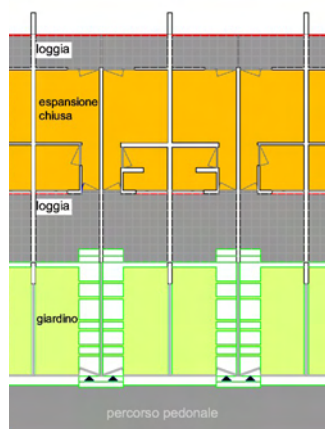 loggia
espansione
chiusa
loggia
giardino
percorso pedonale